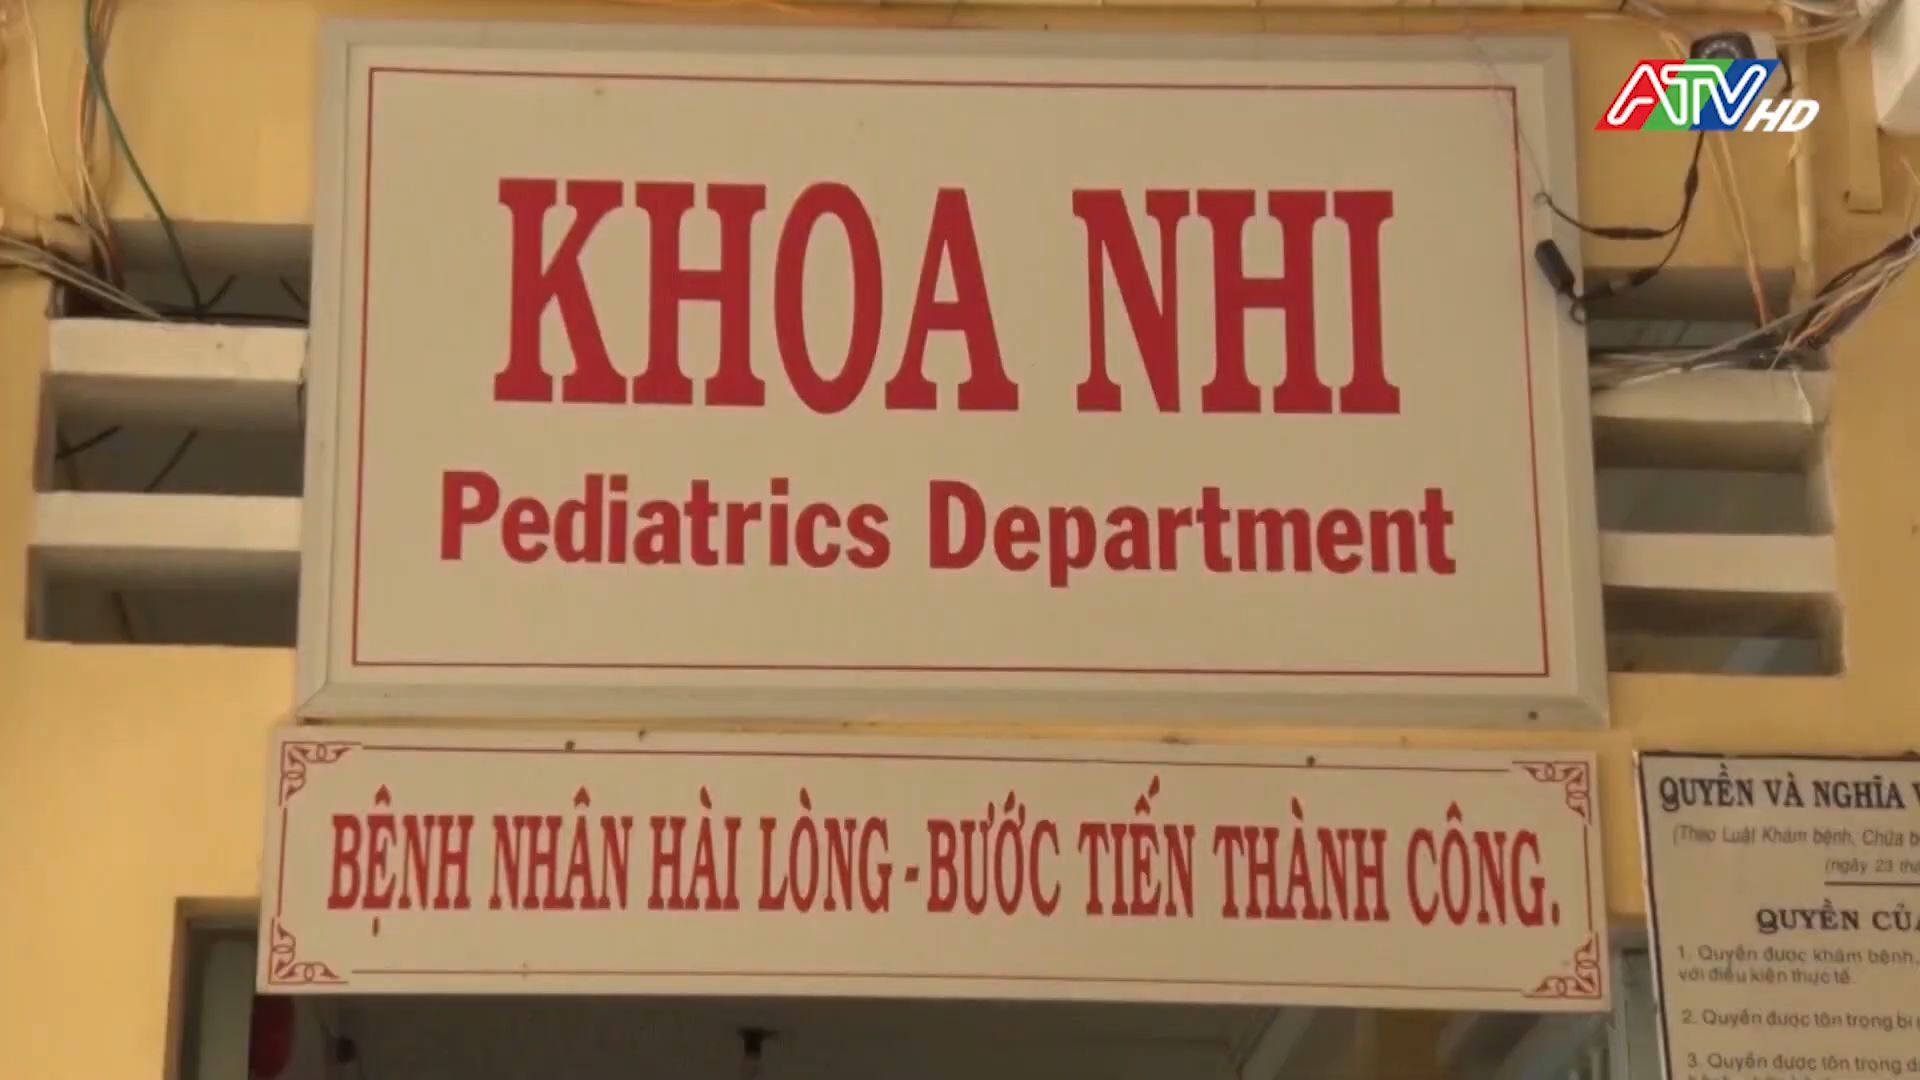 ATV HD
KHOA NHI
Pediatrics Department
BỆNH NHÂN HÀI LÒNG - BƯỚC TIẾN THÀNH CÔNG.
QUYỀN VÀ NGHĨA
(Theo Luật Khám bệnh, Chữa
(ngày 23
QUYỀN CỦA
1. Quyền được khám bệnh,
với điều kiện thực tế.
2. Quyền được tôn trọng bí
3. Quyền được tôn trọng